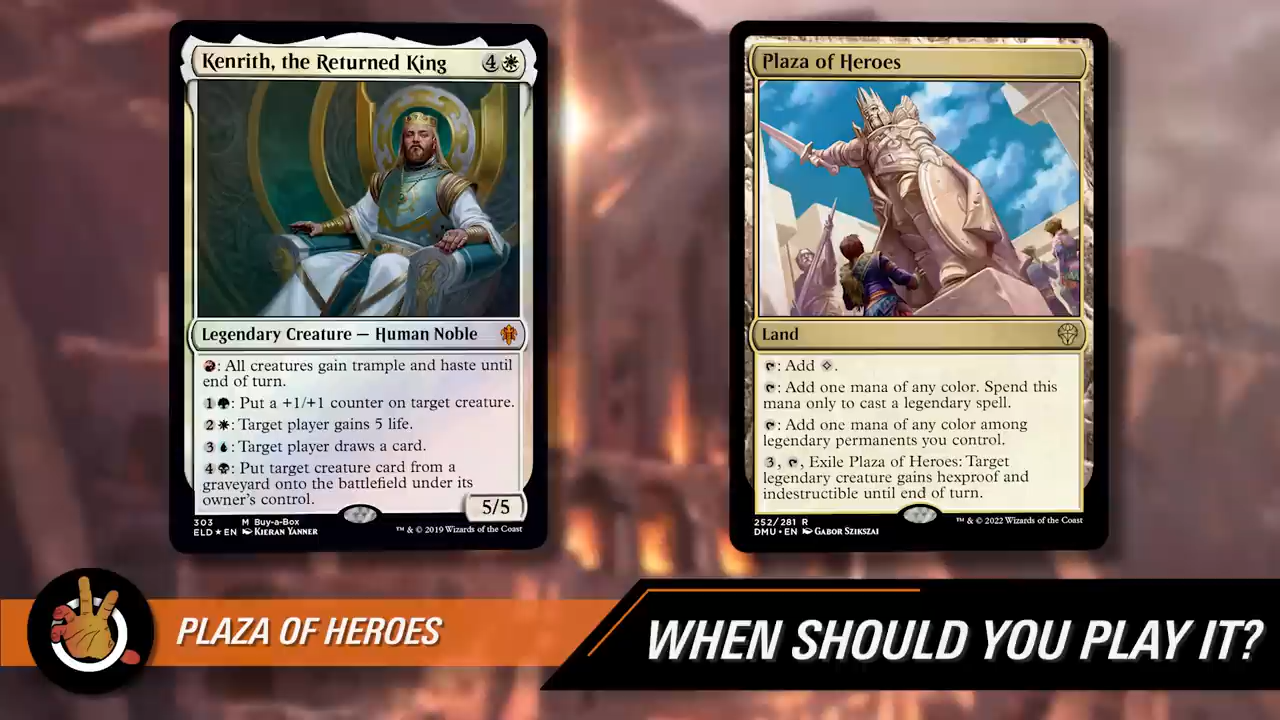 Kenrith, the Returned King 4
Legendary Creature — Human Noble
: All creatures gain trample and haste until
end of turn.
1 : Put a +1/+1 counter on target creature.
2 : Target player gains 5 life.
3 : Target player draws a card.
4 : Put target creature card from a
graveyard onto the battlefield under its
owner's control.
5/5
303 M Buy-a-Box
ELD ★ EN Kieran Yanner
™ & © 2019 Wizards of the Coast
Plaza of Heroes
Land
: Add .
: Add one mana of any color. Spend this
mana only to cast a legendary spell.
: Add one mana of any color among
legendary permanents you control.
3, , Exile Plaza of Heroes: Target
legendary creature gains hexproof and
indestructible until end of turn.
252/281 R
DMU • EN Gabor Szikszai
™ & © 2022 Wizards of the Coast
PLAZA OF HEROES
WHEN SHOULD YOU PLAY IT?